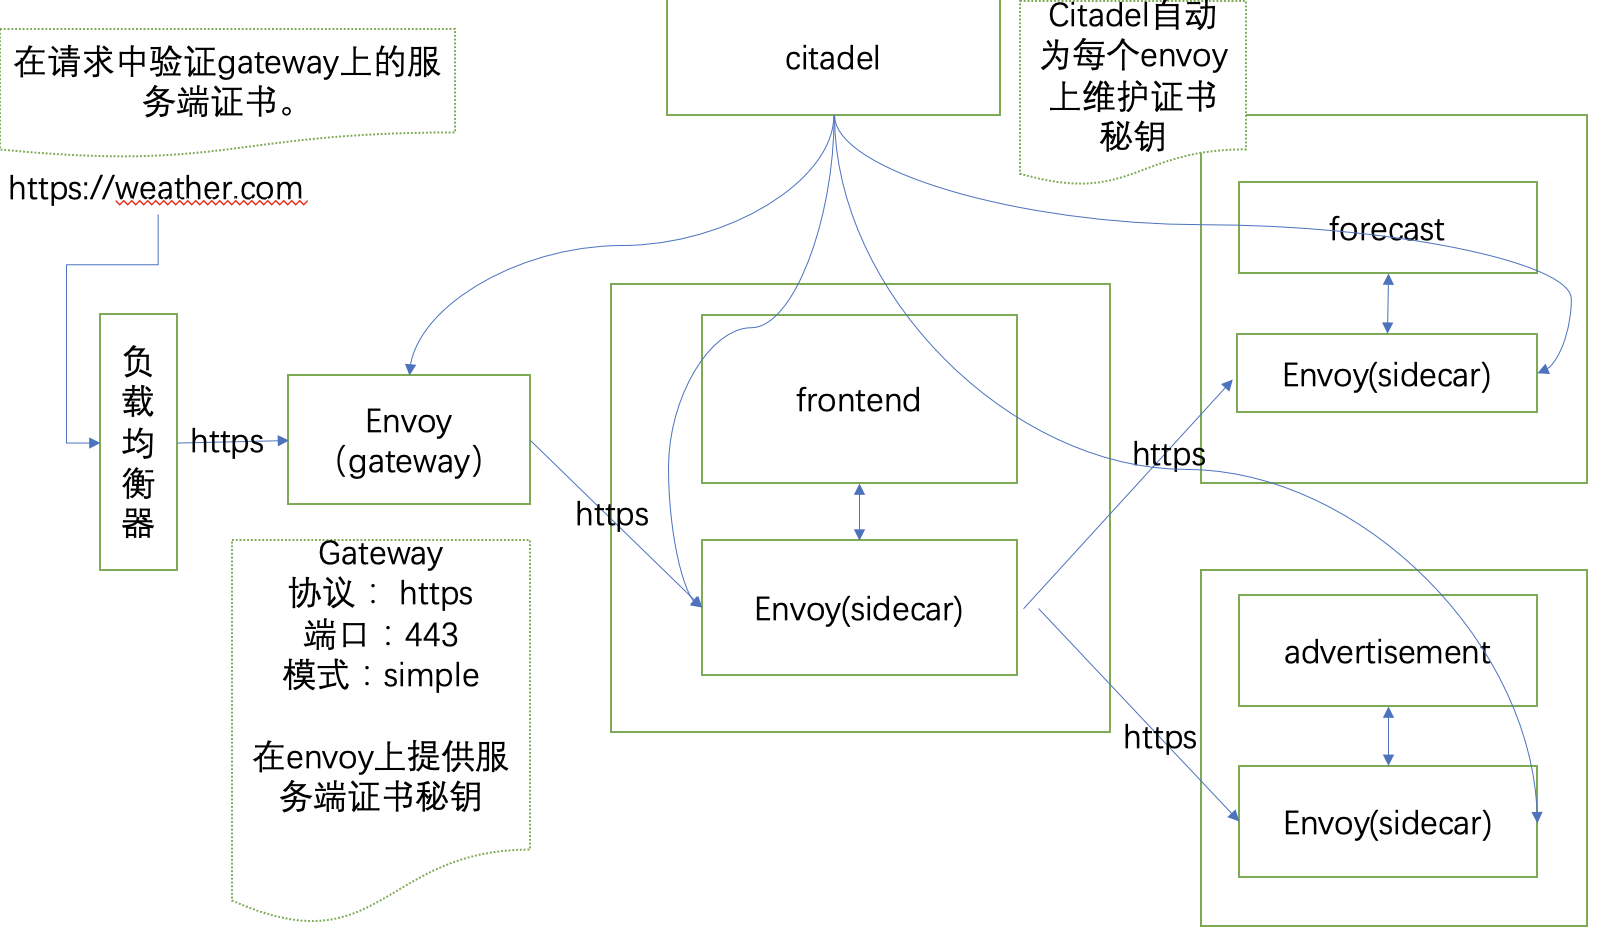 在请求中验证gateway上的服
务端证书。
https://weather.com
citadel
Citadel自动
为每个envoy
上维护证书
秘钥
负
载
均
衡
器
https
Envoy
（gateway）
https
frontend
Envoy(sidecar)
https
https
forecast
Envoy(sidecar)
advertisement
Envoy(sidecar)
Gateway
协议： https
端口：443
模式：simple
在envoy上提供服
务端证书秘钥